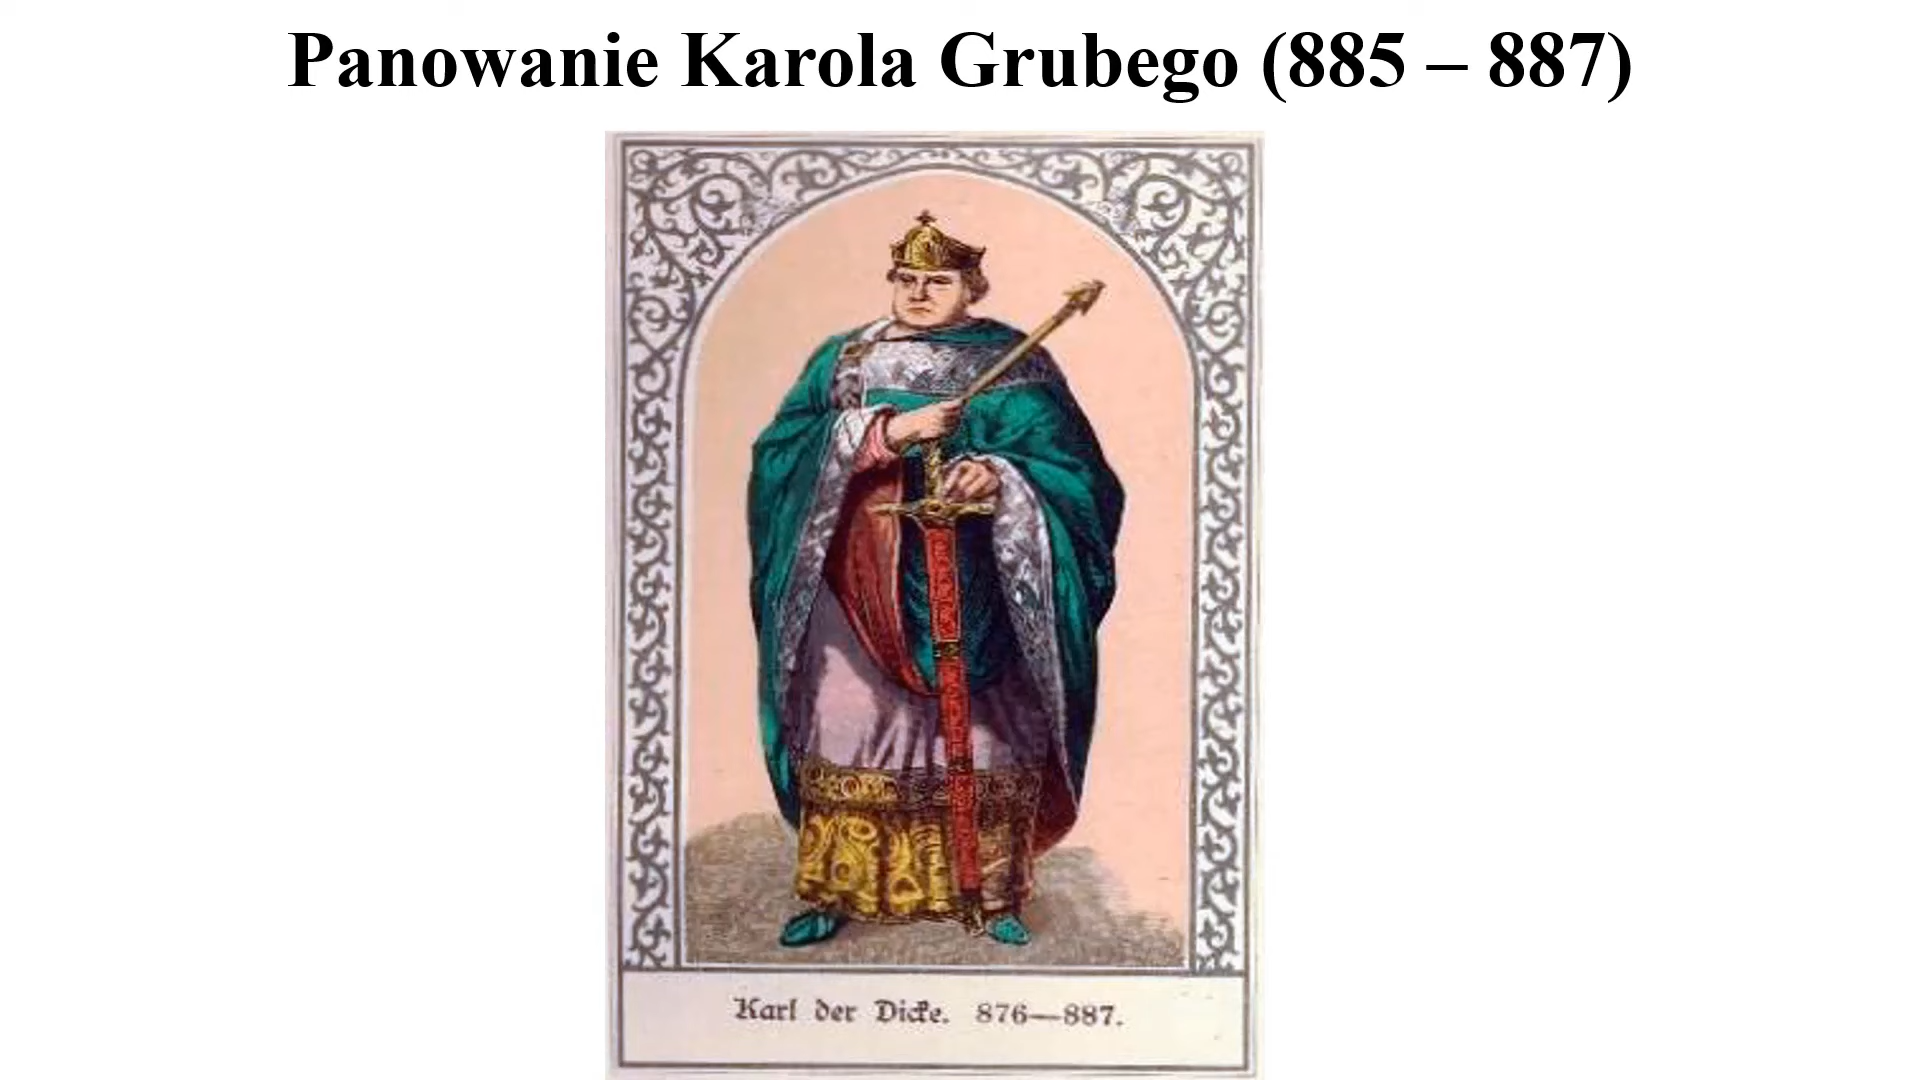 Panowanie Karola Grubego (885 – 887)
Karl der Dicke. 876—887.